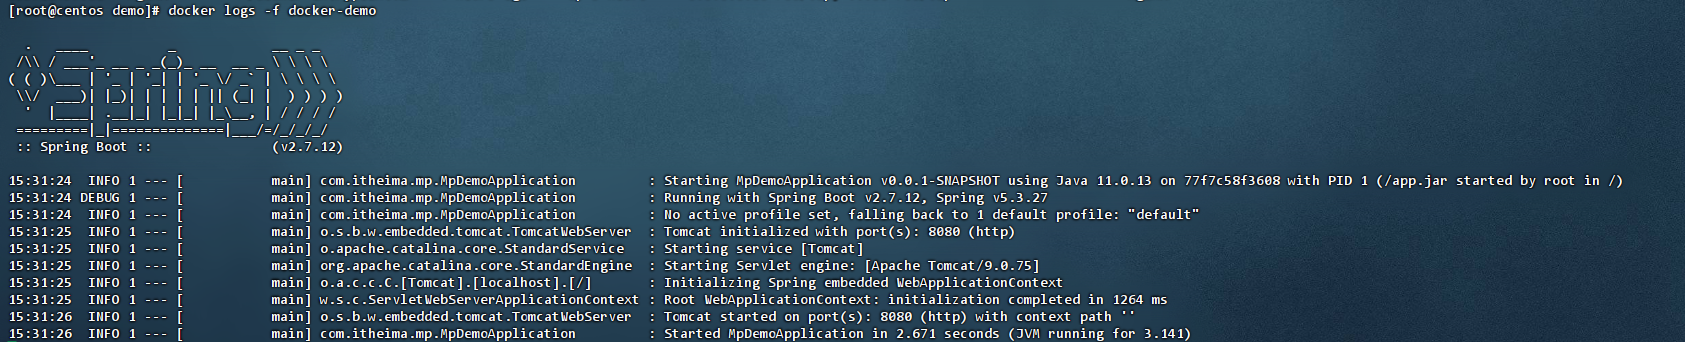 [root@centos demo]# docker logs -f docker-demo
  .   ____          _            __ _ _
 /\\ / ___'_ __ _ _(_)_ __  __ _ \ \ \ \
( ( )\___ | '_ | '_| | '_ \/ _` | \ \ \ \
 \\/  ___)| |_)| | | | | || (_| |  ) ) ) )
  '  |____| .__|_| |_|_| |_\__, | / / / /
 =========|_|==============|___/=/_/_/_/
 :: Spring Boot ::               (v2.7.12)
15:31:24  INFO 1 --- [           main] com.itheima.mp.MpDemoApplication         : Starting MpDemoApplication v0.0.1-SNAPSHOT using Java 11.0.13 on 77f7c58f3608 with PID 1 (/app.jar started by root in /)
15:31:24 DEBUG 1 --- [           main] com.itheima.mp.MpDemoApplication         : Running with Spring Boot v2.7.12, Spring v5.3.27
15:31:24  INFO 1 --- [           main] com.itheima.mp.MpDemoApplication         : No active profile set, falling back to 1 default profile: "default"
15:31:25  INFO 1 --- [           main] o.s.b.w.embedded.tomcat.TomcatWebServer  : Tomcat initialized with port(s): 8080 (http)
15:31:25  INFO 1 --- [           main] o.apache.catalina.core.StandardService   : Starting service [Tomcat]
15:31:25  INFO 1 --- [           main] org.apache.catalina.core.StandardEngine  : Starting Servlet engine: [Apache Tomcat/9.0.75]
15:31:25  INFO 1 --- [           main] o.a.c.c.C.[Tomcat].[localhost].[/]       : Initializing Spring embedded WebApplicationContext
15:31:25  INFO 1 --- [           main] w.s.c.ServletWebServerApplicationContext : Root WebApplicationContext: initialization completed in 1264 ms
15:31:26  INFO 1 --- [           main] o.s.b.w.embedded.tomcat.TomcatWebServer  : Tomcat started on port(s): 8080 (http) with context path ''
15:31:26  INFO 1 --- [           main] com.itheima.mp.MpDemoApplication         : Started MpDemoApplication in 2.671 seconds (JVM running for 3.141)